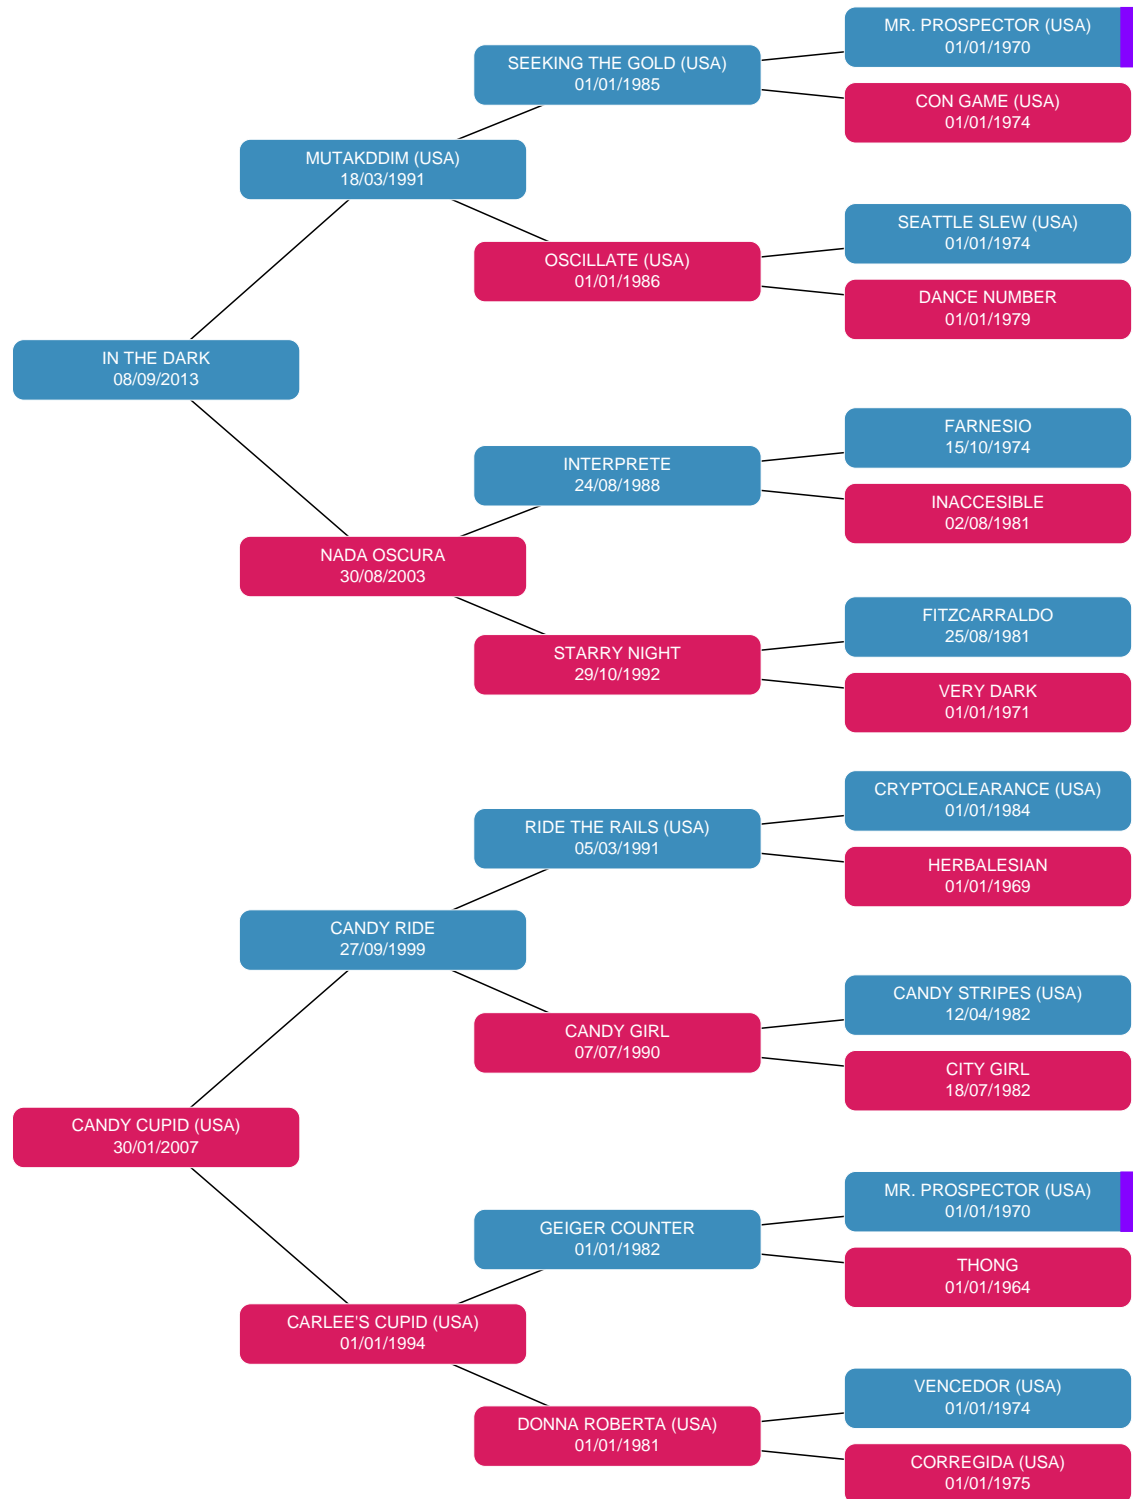 MR. PROSPECTOR (USA)
01/01/1970
SEEKING THE GOLD (USA)
01/01/1985
CON GAME (USA)
01/01/1974
MUTAKDDIM (USA)
18/03/1991
SEATTLE SLEW (USA)
01/01/1974
OSCILLATE (USA)
01/01/1986
DANCE NUMBER
01/01/1979
IN THE DARK
08/09/2013
FARNESIO
15/10/1974
INTERPRETE
24/08/1988
INACCESIBLE
02/08/1981
NADA OSCURA
30/08/2003
FITZCARRALDO
25/08/1981
STARRY NIGHT
29/10/1992
VERY DARK
01/01/1971
CRYPTOCLEARANCE (USA)
01/01/1984
RIDE THE RAILS (USA)
05/03/1991
HERBALESIAN
01/01/1969
CANDY RIDE
27/09/1999
CANDY STRIPES (USA)
12/04/1982
CANDY GIRL
07/07/1990
CITY GIRL
18/07/1982
CANDY CUPID (USA)
30/01/2007
MR. PROSPECTOR (USA)
01/01/1970
GEIGER COUNTER
01/01/1982
THONG
01/01/1964
CARLEE'S CUPID (USA)
01/01/1994
VENCEDOR (USA)
01/01/1974
DONNA ROBERTA (USA)
01/01/1981
CORREGIDA (USA)
01/01/1975